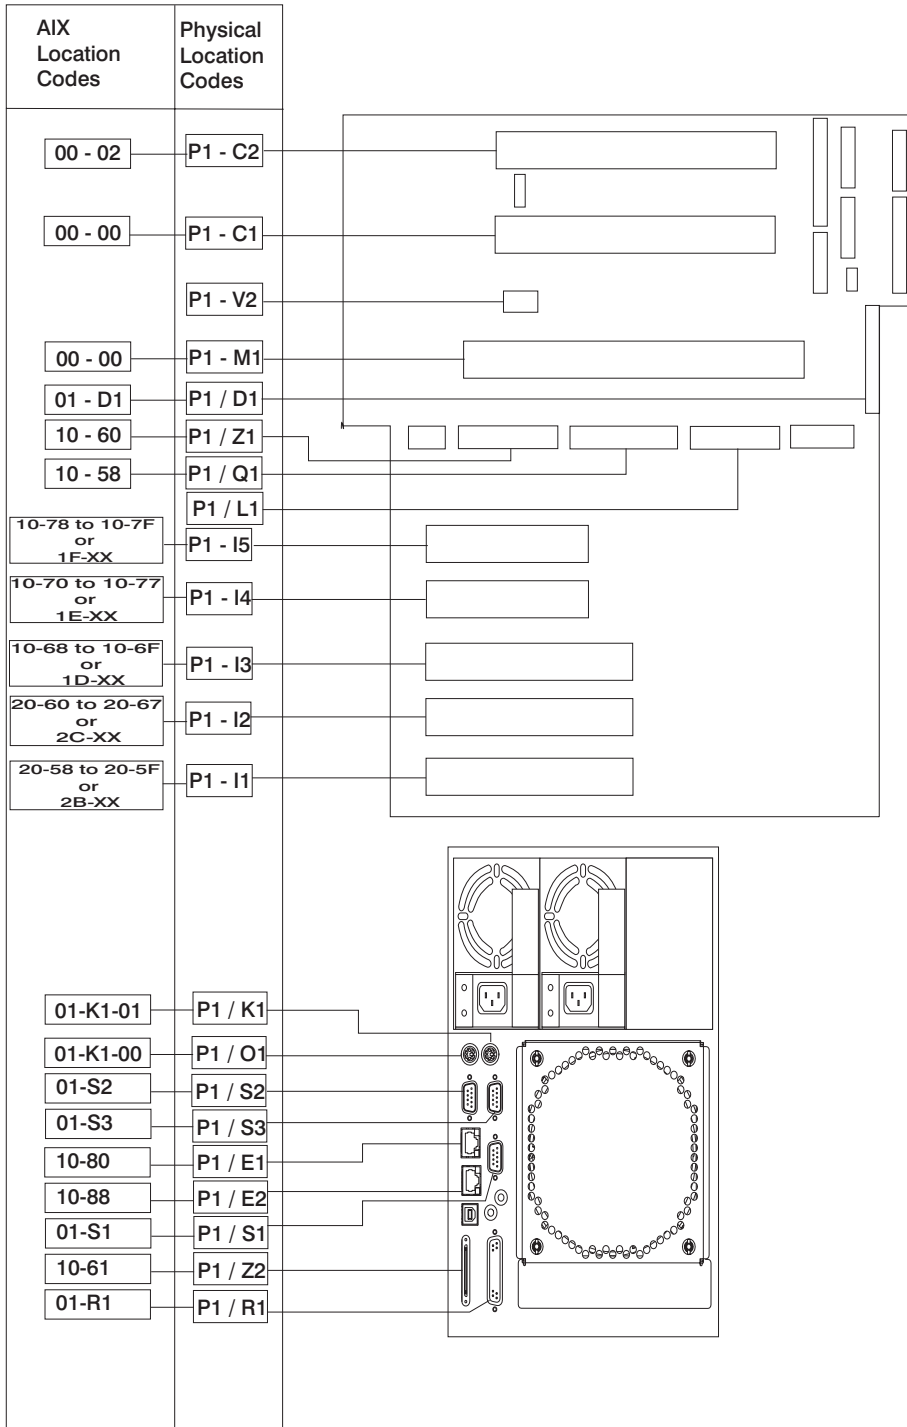 AIX
Location
Codes
Physical
Location
Codes
00 - 02
P1 - C2
00 - 00
P1 - C1
P1 - V2
00 - 00
P1 - M1
01 - D1
P1 / D1
10 - 60
P1 / Z1
10 - 58
P1 / Q1
P1 / L1
10-78 to 10-7F
or
1F-XX
P1 - I5
10-70 to 10-77
or
1E-XX
P1 - I4
10-68 to 10-6F
or
1D-XX
P1 - I3
20-60 to 20-67
or
2C-XX
P1 - I2
20-58 to 20-5F
or
2B-XX
P1 - I1
01-K1-01
P1 / K1
01-K1-00
P1 / O1
01-S2
P1 / S2
01-S3
P1 / S3
10-80
P1 / E1
10-88
P1 / E2
01-S1
P1 / S1
10-61
P1 / Z2
01-R1
P1 / R1